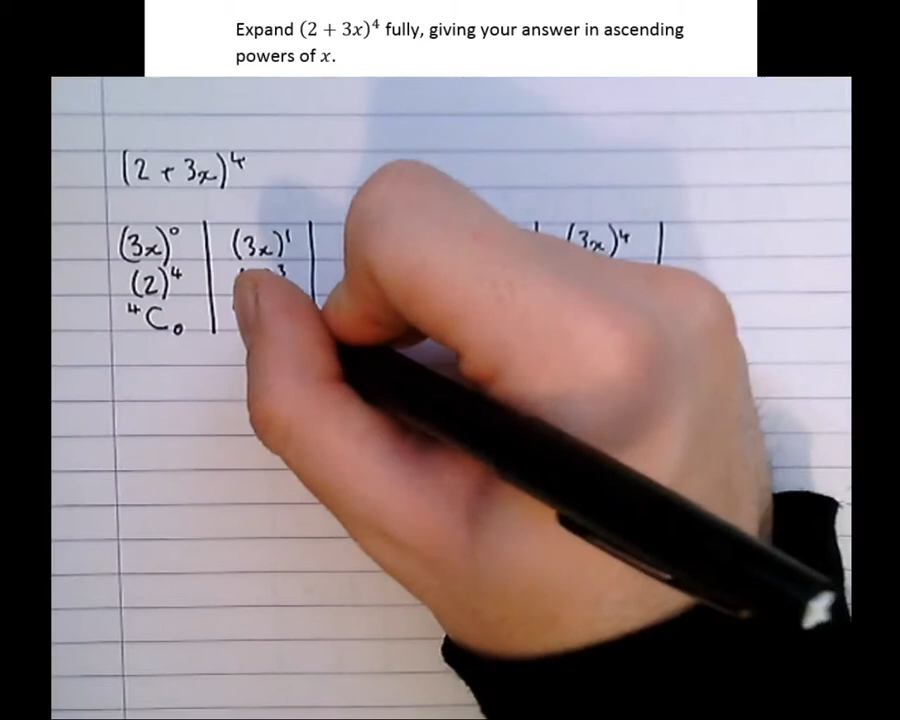 Expand (2 + 3x)⁴ fully, giving your answer in ascending
powers of x.
(2 + 3x)⁴
(3x)⁰ | (3x)¹ | | (3x)⁴ |
(2)⁴ | ³
⁴C₀ |